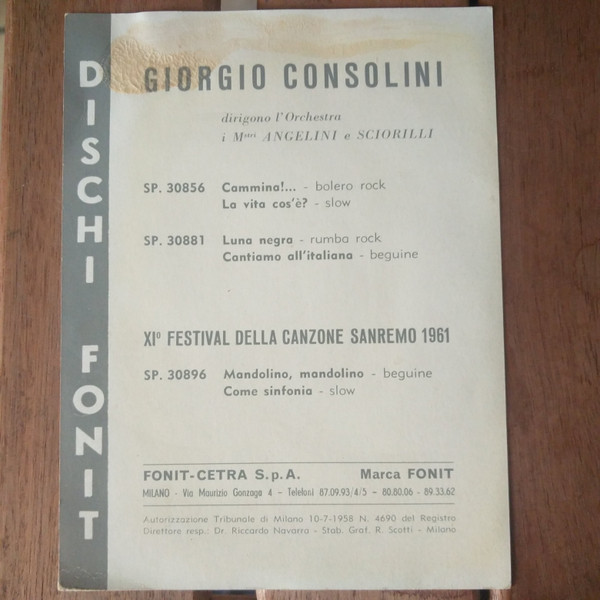 DISCHI FONIT
GIORGIO CONSOLINI
dirigono l'Orchestra
i Mstri ANGELINI e SCIORILLI
SP. 30856 Cammina!... - bolero rock
La vita cos'è? - slow
SP. 30881 Luna negra - rumba rock
Cantiamo all'italiana - beguine
XIº FESTIVAL DELLA CANZONE SANREMO 1961
SP. 30896 Mandolino, mandolino - beguine
Come sinfonia - slow
FONIT-CETRA S.p.A. Marca FONIT
MILANO - Via Maurizio Gonzaga 4 - Telefoni 87.09.93/4/5 - 80.80.06 - 89.33.62
Autorizzazione Tribunale di Milano 10-7-1958 N. 4690 del Registro
Direttore resp.: Dr. Riccardo Navarra - Stab. Graf. R. Scotti - Milano